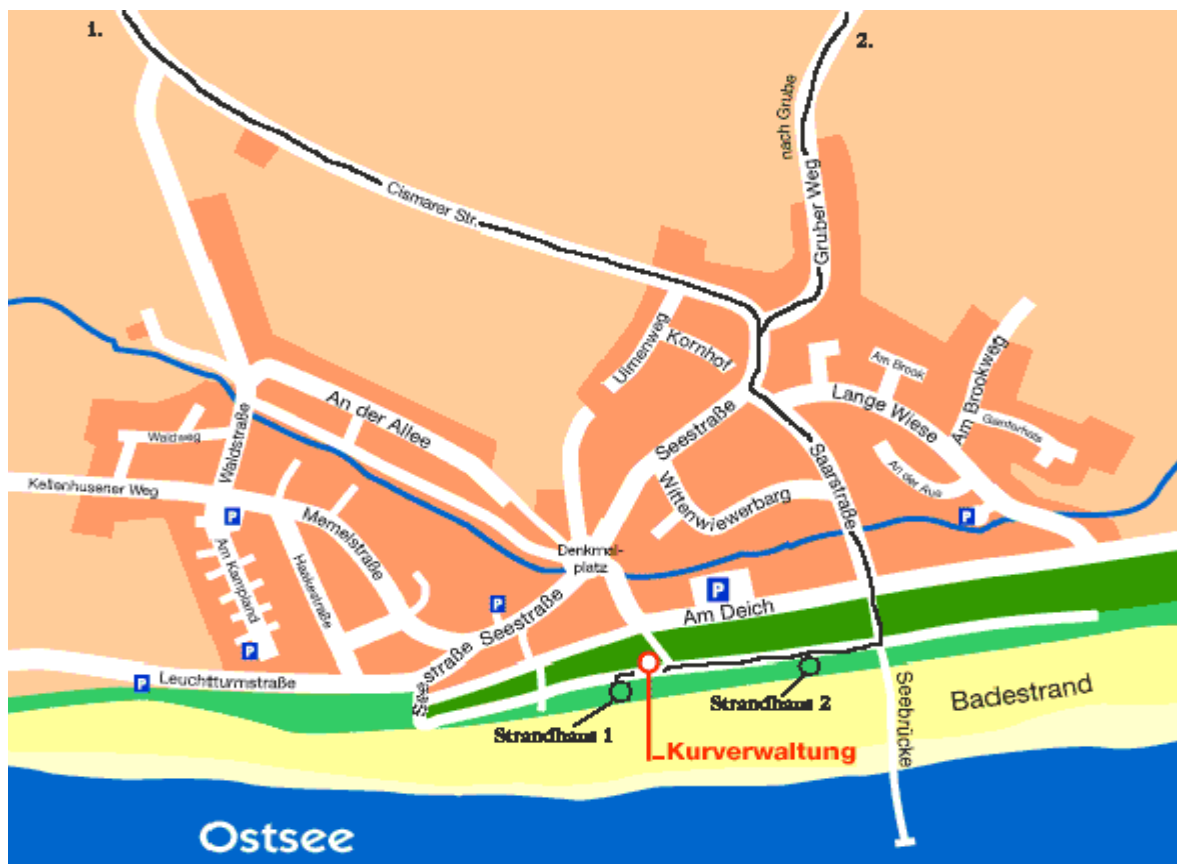 1.
2.
nach Grube
Gruber Weg
Cismarer Str.
Ulmenweg
Kornhof
Am Brook
Am Brookweg
Lange Wiese
An der Allee
Seestraße
Waldweg
Waldstraße
Saarstraße
An der Aue
Wittenwiewerbarg
Kellenhusener Weg
Memelstraße
P
P
Haakestraße
Am Kampland
Denkmal-
platz
P
P
Am Deich
Seestraße
P
P
Leuchtturmstraße
Seestraße
Strandhaus 1
Strandhaus 2
Kurverwaltung
Seebrücke
Badestrand
Ostsee